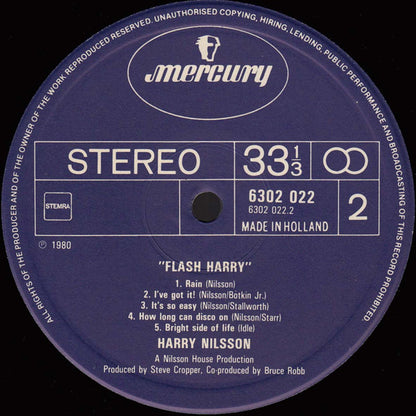 ALL RIGHTS OF THE PRODUCER AND OF THE OWNER OF THE WORK REPRODUCED RESERVED. UNAUTHORISED COPYING, HIRING, LENDING, PUBLIC PERFORMANCE AND BROADCASTING OF THIS RECORD PROHIBITED.
mercury
STEREO
33 1/3
STEMRA
6302 022
6302 022.2
MADE IN HOLLAND
2
℗ 1980
"FLASH HARRY"
1. Rain (Nilsson)
2. I've got it! (Nilsson/Botkin Jr.)
3. It's so easy (Nilsson/Stallworth)
4. How long can disco on (Nilsson/Starr)
5. Bright side of life (Idle)
HARRY NILSSON
A Nilsson House Production
Produced by Steve Cropper, Co-produced by Bruce Robb